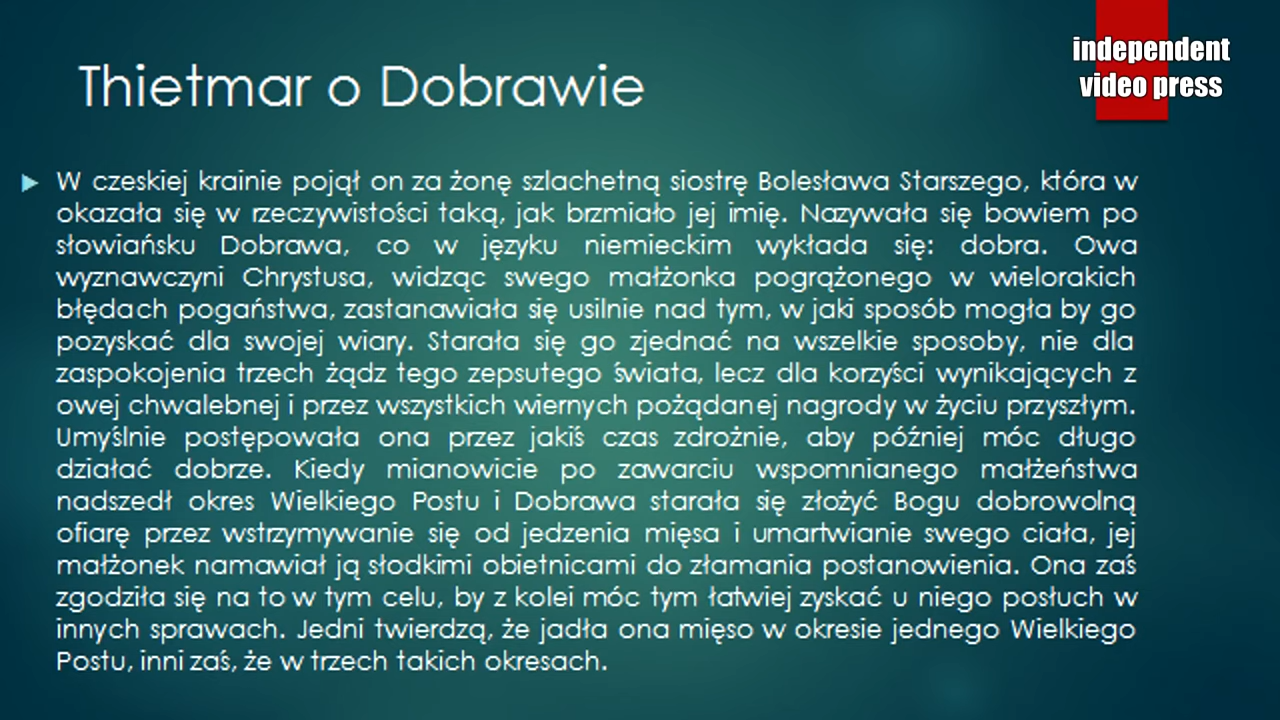 Thietmar o Dobrawie
independent
video press
W czeskiej krainie pojął on za żonę szlachetną siostrę Bolesława Starszego, która w
okazała się w rzeczywistości taką, jak brzmiało jej imię. Nazywała się bowiem po
słowiańsku Dobrawa, co w języku niemieckim wykłada się: dobra. Owa
wyznawczyni Chrystusa, widząc swego małżonka pogrążonego w wielorakich
błędach pogaństwa, zastanawiała się usilnie nad tym, w jaki sposób mogła by go
pozyskać dla swojej wiary. Starała się go zjednać na wszelkie sposoby, nie dla
zaspokojenia trzech żądz tego zepsutego świata, lecz dla korzyści wynikających z
owej chwalebnej i przez wszystkich wiernych pożądanej nagrody w życiu przyszłym.
Umyślnie postępowała ona przez jakiś czas zdrożnie, aby później móc długo
działać dobrze. Kiedy mianowicie po zawarciu wspomnianego małżeństwa
nadszedł okres Wielkiego Postu i Dobrawa starała się złożyć Bogu dobrowolną
ofiarę przez wstrzymywanie się od jedzenia mięsa i umartwianie swego ciała, jej
małżonek namawiał ją słodkimi obietnicami do złamania postanowienia. Ona zaś
zgodziła się na to w tym celu, by z kolei móc tym łatwiej zyskać u niego posłuch w
innych sprawach. Jedni twierdzą, że jadła ona mięso w okresie jednego Wielkiego
Postu, inni zaś, że w trzech takich okresach.